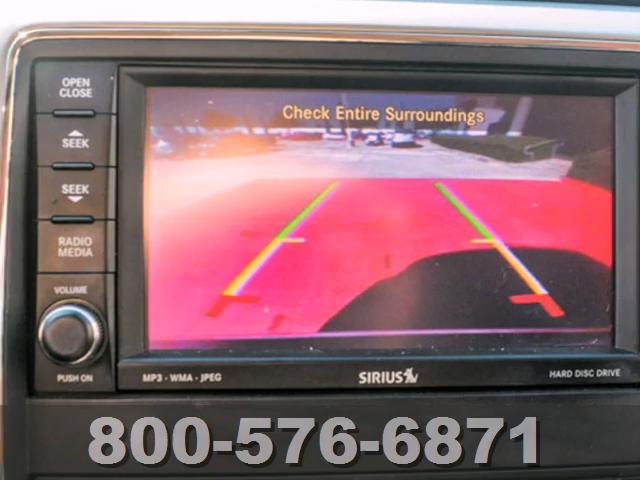 OPEN
CLOSE
Check Entire Surroundings
SEEK
SEEK
RADIO
MEDIA
VOLUME
PUSH ON
MP3 - WMA - JPEG
SIRIUS
HARD DISC DRIVE
800-576-6871